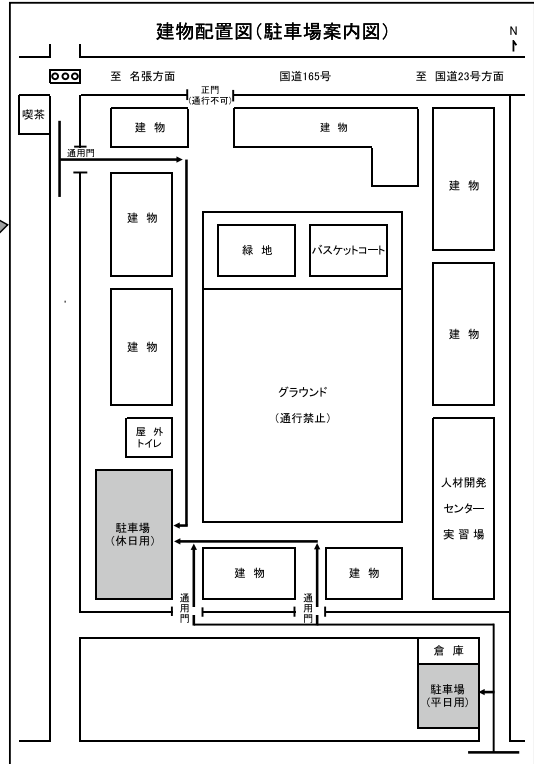 建物配置図(駐車場案内図)
N
至 名張方面
国道165号
至 国道23号方面
正門
(通行不可)
喫茶
建 物
建 物
通用門
建 物
建 物
緑 地
バスケットコート
建 物
建 物
グラウンド
(通行禁止)
屋 外
トイレ
人材開発
センター
実 習 場
駐車場
(休日用)
建 物
建 物
通用門
通用門
倉 庫
駐車場
(平日用)